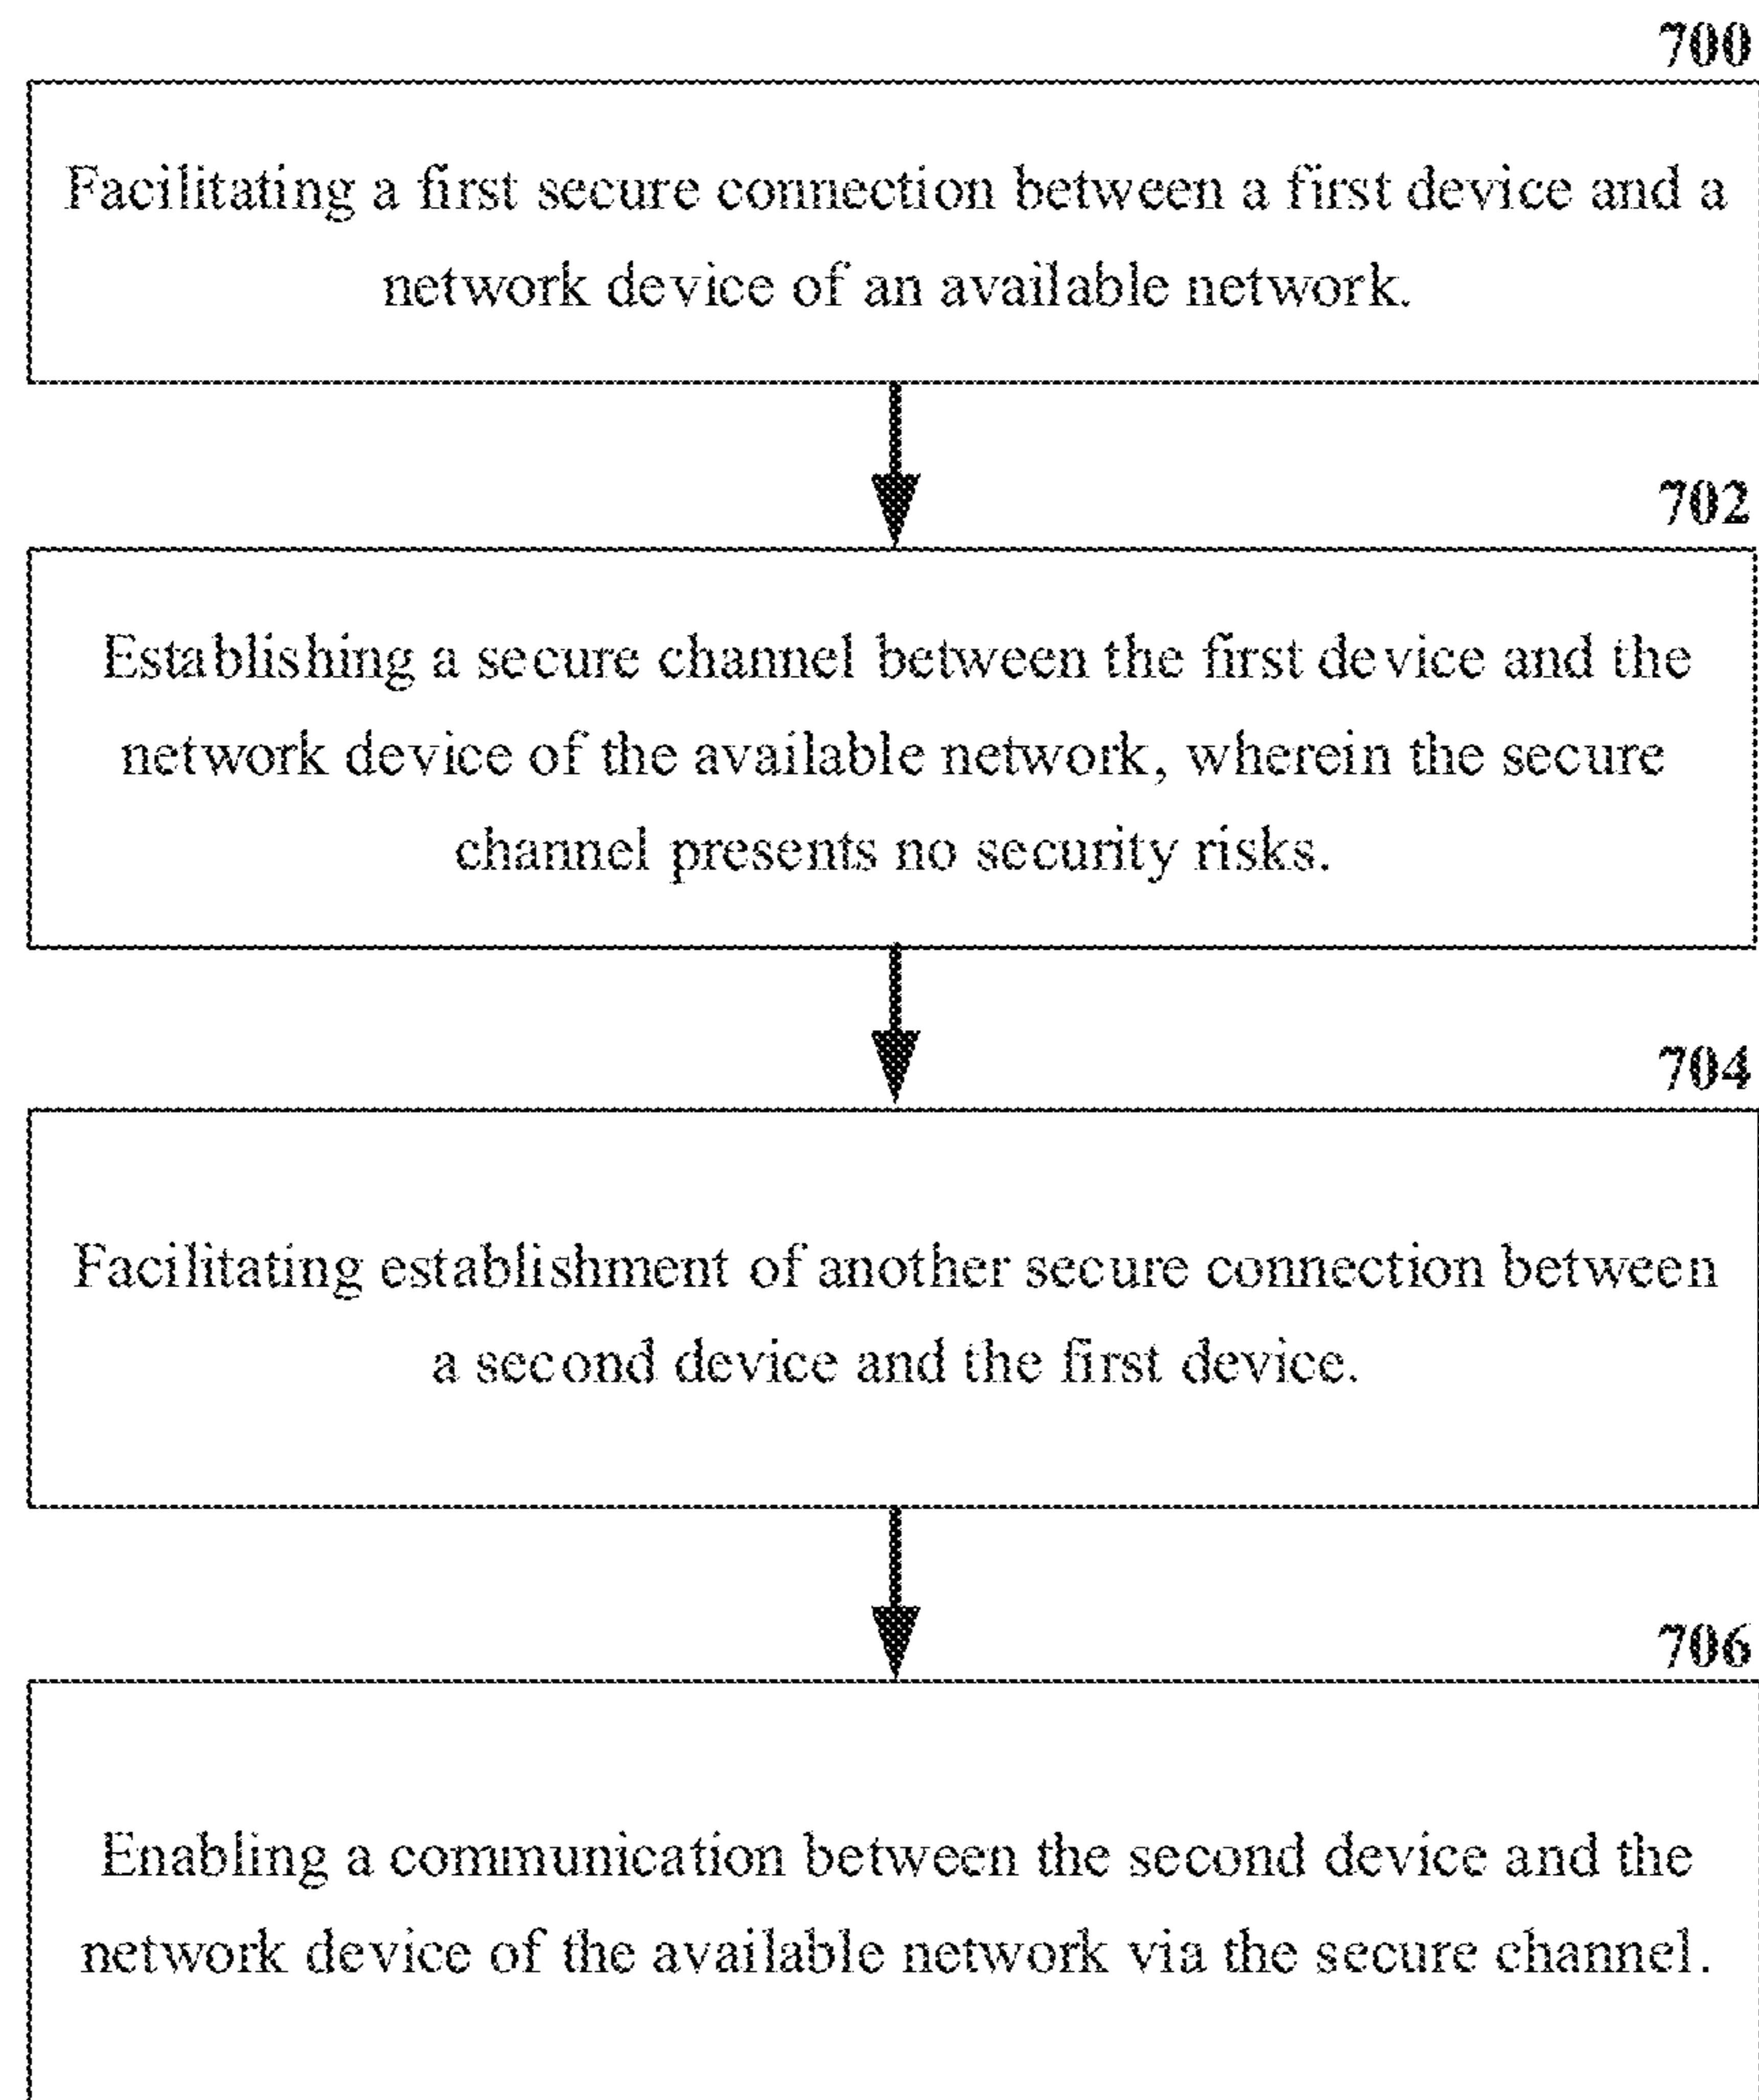 700
Facilitating a first secure connection between a first device and a
network device of an available network.
702
Establishing a secure channel between the first device and the
network device of the available network, wherein the secure
channel presents no security risks.
704
Facilitating establishment of another secure connection between
a second device and the first device.
706
Enabling a communication between the second device and the
network device of the available network via the secure channel.